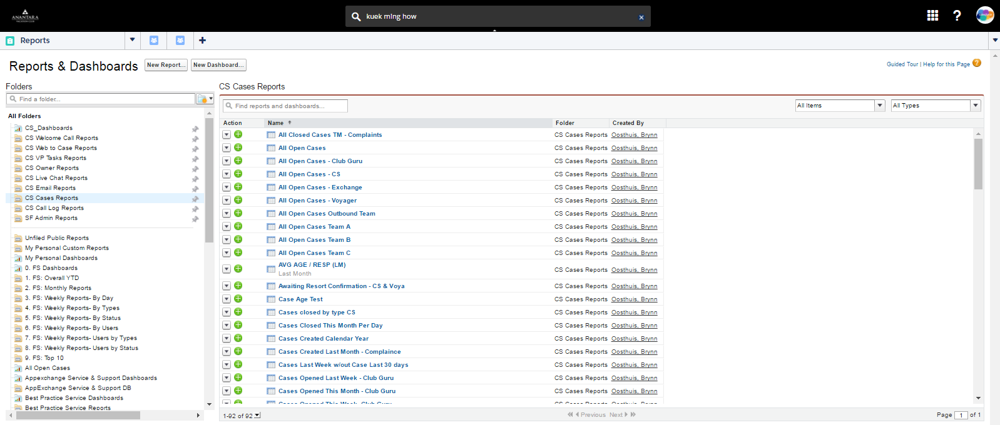 ANANTARA
VACATION CLUB
kuek mIng how
Reports
Reports & Dashboards
New Report...
New Dashboard...
Guided Tour | Help for this Page
Folders
Find a folder...
All Folders
CS_Dashboards
CS Welcome Call Reports
CS Web to Case Reports
CS VP Tasks Reports
CS Owner Reports
CS Live Chat Reports
CS Email Reports
CS Cases Reports
CS Call Log Reports
SF Admin Reports
Unfiled Public Reports
My Personal Custom Reports
My Personal Dashboards
0. FS Dashboards
1. FS: Overall YTD
2. FS: Monthly Reports
3. FS: Weekly Reports- By Day
4. FS: Weekly Reports- By Types
5. FS: Weekly Reports- By Status
6. FS: Weekly Reports- By Users
7. FS: Weekly Reports- Users by Types
8. FS: Weekly Reports- Users by Status
9. FS: Top 10
All Open Cases
Appexchange Service & Support Dashboards
AppExchange Service & Support DB
Best Practice Service Dashboards
Best Practice Service Reports
CS Cases Reports
Find reports and dashboards...
All Items
All Types
Action Name Folder Created By
All Closed Cases TM - Complaints CS Cases Reports Oosthuis, Brynn
All Open Cases CS Cases Reports Oosthuis, Brynn
All Open Cases - Club Guru CS Cases Reports Oosthuis, Brynn
All Open Cases - CS CS Cases Reports Oosthuis, Brynn
All Open Cases - Exchange CS Cases Reports Oosthuis, Brynn
All Open Cases - Voyager CS Cases Reports Oosthuis, Brynn
All Open Cases Outbound Team CS Cases Reports Oosthuis, Brynn
All Open Cases Team A CS Cases Reports Oosthuis, Brynn
All Open Cases Team B CS Cases Reports Oosthuis, Brynn
All Open Cases Team C CS Cases Reports Oosthuis, Brynn
AVG AGE / RESP (LM) CS Cases Reports Oosthuis, Brynn
Last Month
Awaiting Resort Confirmation - CS & Voya CS Cases Reports Oosthuis, Brynn
Case Age Test CS Cases Reports Oosthuis, Brynn
Cases closed by type CS CS Cases Reports Oosthuis, Brynn
Cases Closed This Month Per Day CS Cases Reports Oosthuis, Brynn
Cases Created Calendar Year CS Cases Reports Oosthuis, Brynn
Cases Created Last Month - Complaince CS Cases Reports Oosthuis, Brynn
Cases Last Week w/out Case Last 30 days CS Cases Reports Oosthuis, Brynn
Cases Opened Last Week - Club Guru CS Cases Reports Oosthuis, Brynn
Cases Opened This Month - Club Guru CS Cases Reports Oosthuis, Brynn
Cases Opened This Week- Club Guru CS Cases Reports Oosthuis, Brynn
1-92 of 92
Previous Next
Page 1 of 1